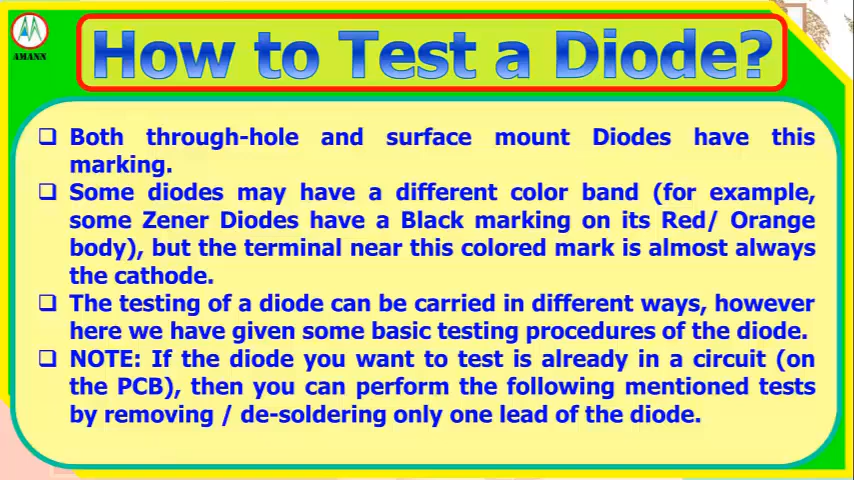 AMANN
How to Test a Diode?
❑ Both through-hole and surface mount Diodes have this
marking.
❑ Some diodes may have a different color band (for example,
some Zener Diodes have a Black marking on its Red/ Orange
body), but the terminal near this colored mark is almost always
the cathode.
❑ The testing of a diode can be carried in different ways, however
here we have given some basic testing procedures of the diode.
❑ NOTE: If the diode you want to test is already in a circuit (on
the PCB), then you can perform the following mentioned tests
by removing / de-soldering only one lead of the diode.